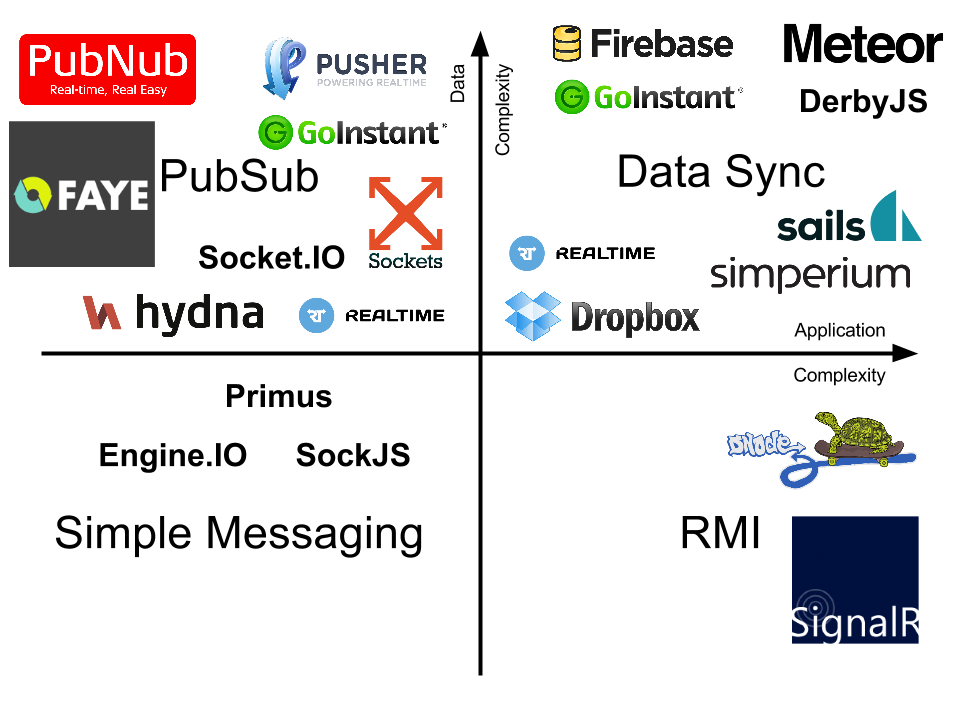 PubNub
Real-time, Real Easy
PUSHER
POWERING REALTIME
GoInstant
FAYE
PubSub
Sockets
Socket.IO
hydna
REALTIME
Data
Complexity
Firebase
Meteor
GoInstant
DerbyJS
Data Sync
sails
REALTIME
simperium
Dropbox
Application
Complexity
Primus
Engine.IO
SockJS
Simple Messaging
DNode
RMI
SignalR